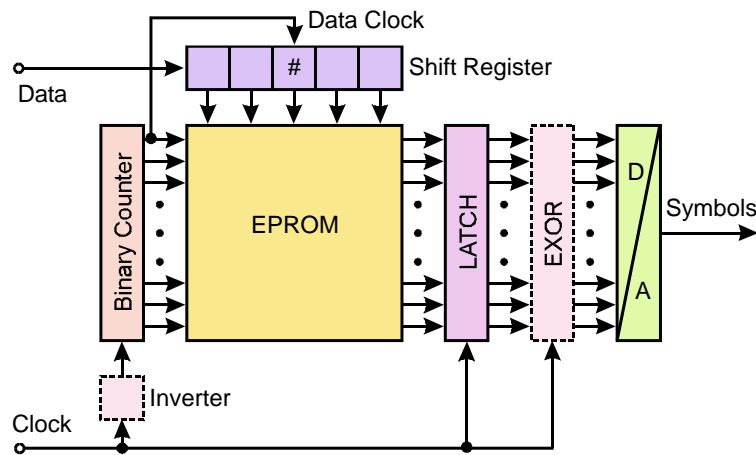 Data Clock
#
Shift Register
Data
Binary Counter
EPROM
LATCH
EXOR
D
A
Symbols
Inverter
Clock